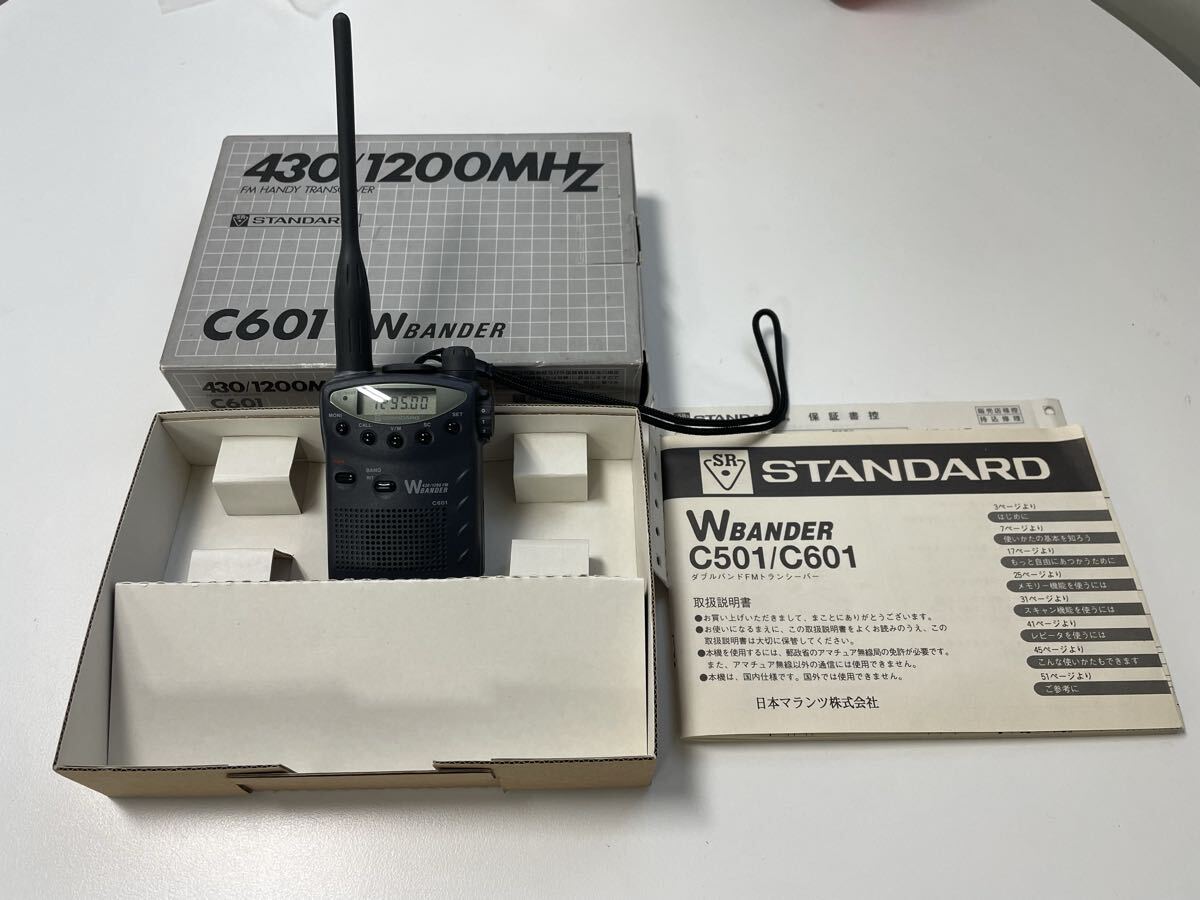 430/1200MHz
FM HANDY TRANSCEIVER
SR STANDARD
C601 WBANDER
430/1200M
C601
1295.00
STANDARD
MONI
CALL
V/M
SC
SET
BAND
W BANDER
430/1200 FM
C601
STANDARD 保証書控
販売店様控
持込修理
SR STANDARD
WBANDER
C501/C601
ダブルバンドFMトランシーバー
取扱説明書
●お買い上げいただきまして、まことにありがとうございます。
●お使いになるまえに、この取扱説明書をよくお読みのうえ、この
取扱説明書は大切に保管してください。
●本機を使用するには、郵政省のアマチュア無線局の免許が必要です。
また、アマチュア無線以外の通信には使用できません。
●本機は、国内仕様です。国外では使用できません。
日本マランツ株式会社
3ページより
はじめに
7ページより
使いかたの基本を知ろう
17ページより
もっと自由にあつかうために
25ページより
メモリー機能を使うには
31ページより
スキャン機能を使うには
41ページより
レピータを使うには
45ページより
こんな使いかたもできます
51ページより
ご参考に